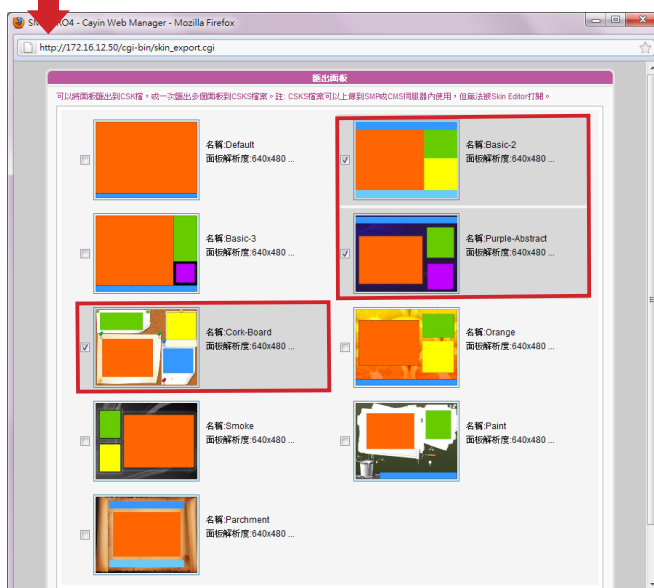 04 - Cayin Web Manager - Mozilla Firefox
http://172.16.12.50/cgi-bin/skin_export.cgi
匯出面板
可以將面板匯出到CSK檔，或一次匯出多個面板到CSKS檔案。註: CSKS檔案可以上傳到SMP或CMS伺服器內使用，但無法被Skin Editor打開。
名稱:Default
面板解析度:640x480 ...
名稱:Basic-2
面板解析度:640x480 ...
名稱:Basic-3
面板解析度:640x480 ...
名稱:Purple-Abstract
面板解析度:640x480 ...
名稱:Cork-Board
面板解析度:640x480 ...
名稱:Orange
面板解析度:640x480 ...
名稱:Smoke
面板解析度:640x480 ...
名稱:Paint
面板解析度:640x480 ...
名稱:Parchment
面板解析度:640x480 ...